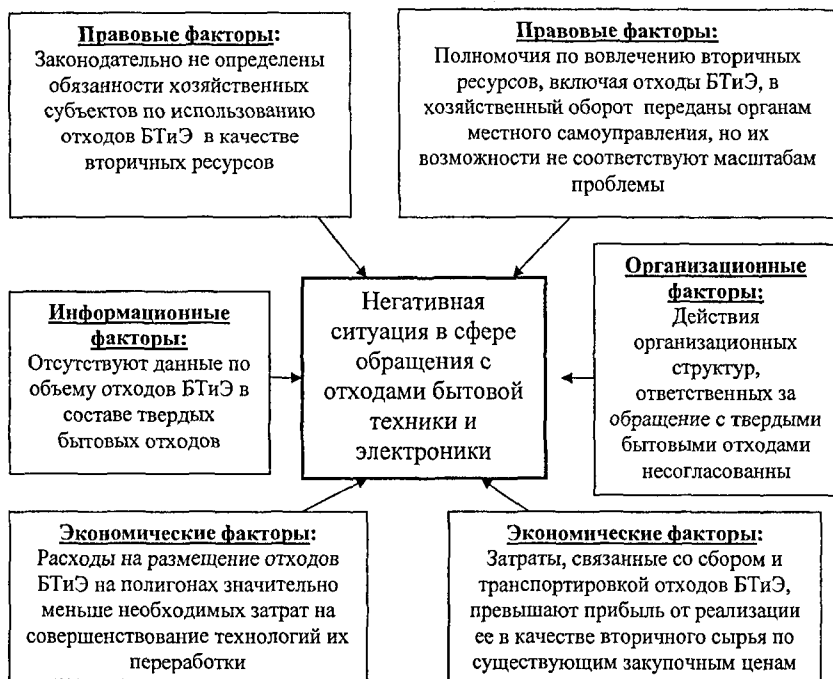 Правовые факторы:
Законодательно не определены
обязанности хозяйственных
субъектов по использованию
отходов БТиЭ в качестве
вторичных ресурсов
Правовые факторы:
Полномочия по вовлечению вторичных
ресурсов, включая отходы БТиЭ, в
хозяйственный оборот переданы органам
местного самоуправления, но их
возможности не соответствуют масштабам
проблемы
Информационные
факторы:
Отсутствуют данные по
объему отходов БТиЭ в
составе твердых
бытовых отходов
Негативная
ситуация в сфере
обращения с
отходами бытовой
техники и
электроники
Организационные
факторы:
Действия
организационных
структур,
ответственных за
обращение с твердыми
бытовыми отходами
несогласованны
Экономические факторы:
Расходы на размещение отходов
БТиЭ на полигонах значительно
меньше необходимых затрат на
совершенствование технологий их
переработки
Экономические факторы:
Затраты, связанные со сбором и
транспортировкой отходов БТиЭ,
превышают прибыль от реализации
ее в качестве вторичного сырья по
существующим закупочным ценам